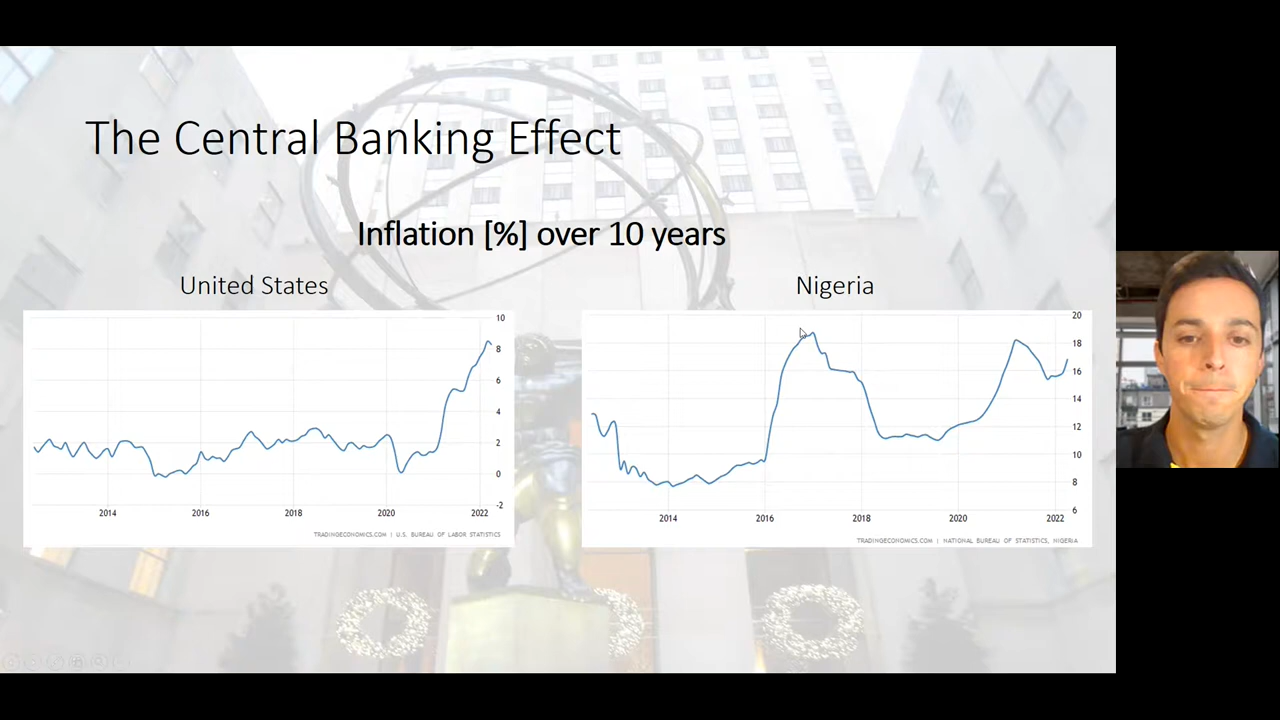 The Central Banking Effect
Inflation [%] over 10 years
United States
Nigeria
10
8
6
4
2
0
-2
2014 2016 2018 2020 2022
TRADINGECONOMICS.COM | U.S. BUREAU OF LABOR STATISTICS
20
18
16
14
12
10
8
6
2014 2016 2018 2020 2022
TRADINGECONOMICS.COM | NATIONAL BUREAU OF STATISTICS, NIGERIA